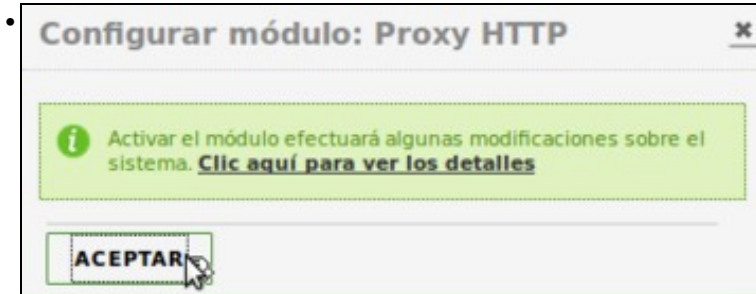 Configurar módulo: Proxy HTTP
Activar el módulo efectuará algunas modificaciones sobre el
sistema. Clic aquí para ver los detalles
ACEPTAR